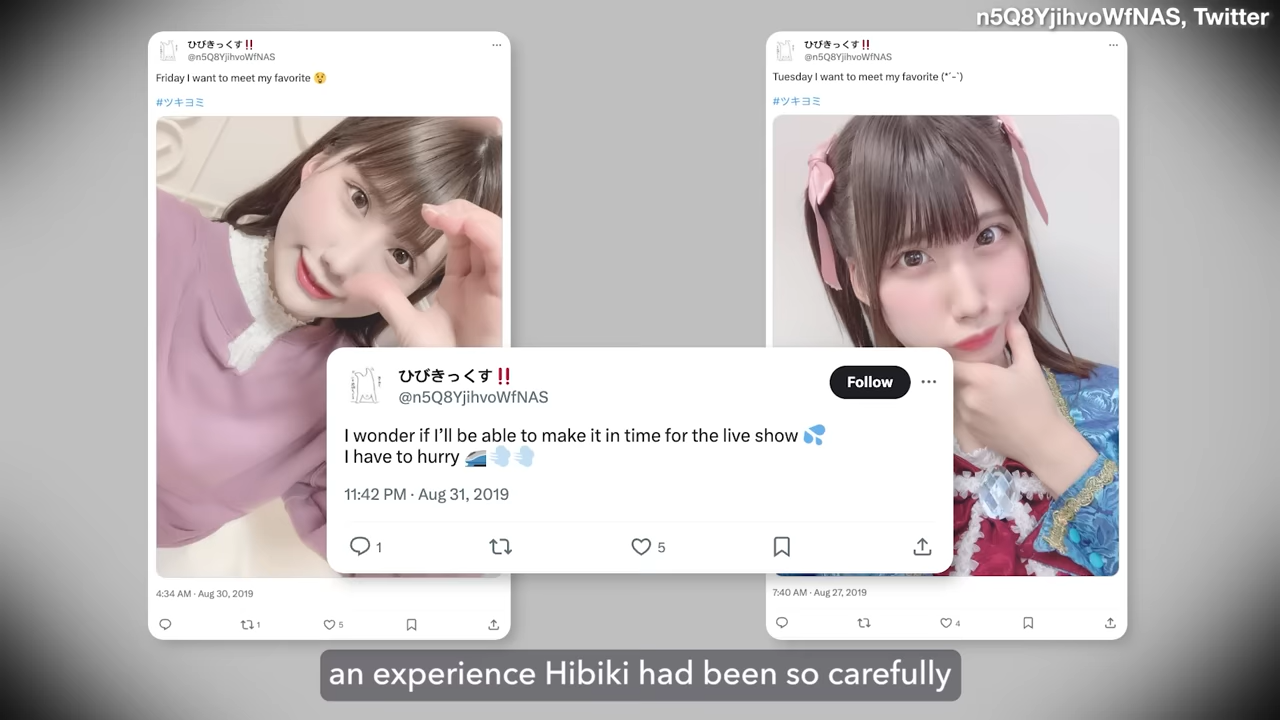 n5Q8YjihvoWfNAS, Twitter
ひびきっくす‼
@n5Q8YjihvoWfNAS
Friday I want to meet my favorite 😲
#ツキヨミ
4:34 AM · Aug 30, 2019
1
5
ひびきっくす‼
@n5Q8YjihvoWfNAS
Tuesday I want to meet my favorite (*´-`)
#ツキヨミ
7:40 AM · Aug 27, 2019
4
ひびきっくす‼
@n5Q8YjihvoWfNAS
Follow
I wonder if I'll be able to make it in time for the live show 💦
I have to hurry 🚄💨💨
11:42 PM · Aug 31, 2019
1
5
an experience Hibiki had been so carefully